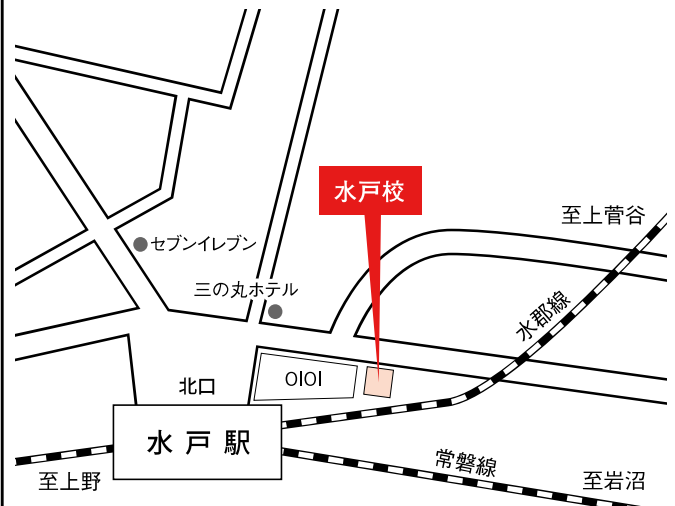 水戸校
至上菅谷
セブンイレブン
三の丸ホテル
水郡線
OIOI
北口
水戸駅
常磐線
至上野
至岩沼